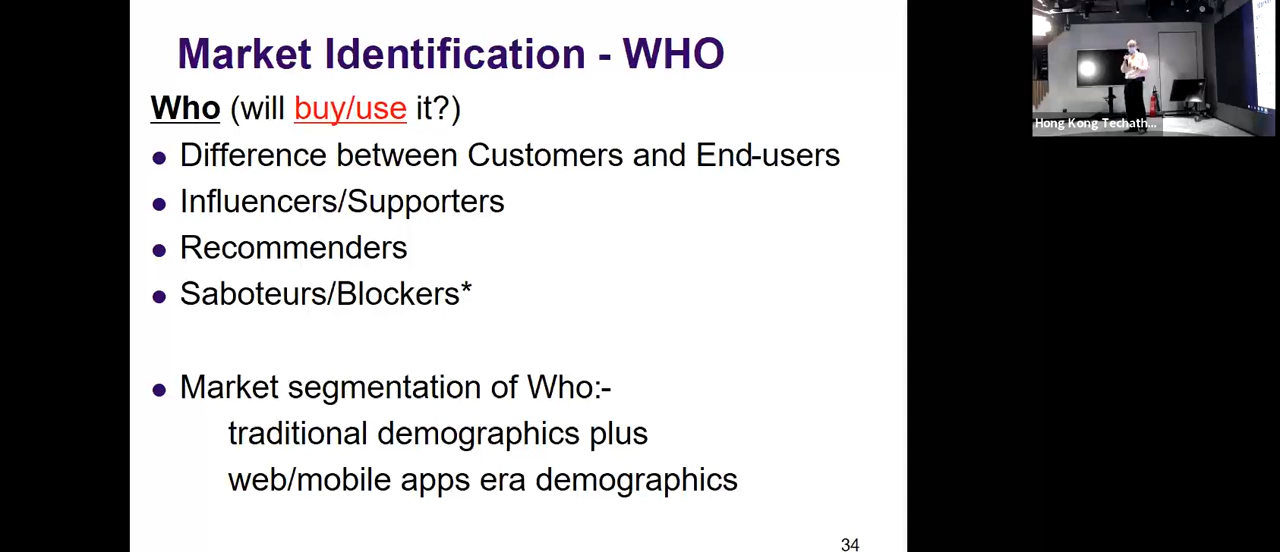 Market Identification - WHO
Who (will buy/use it?)
● Difference between Customers and End-users
● Influencers/Supporters
● Recommenders
● Saboteurs/Blockers*
● Market segmentation of Who:-
traditional demographics plus
web/mobile apps era demographics
34
Hong Kong Techath...